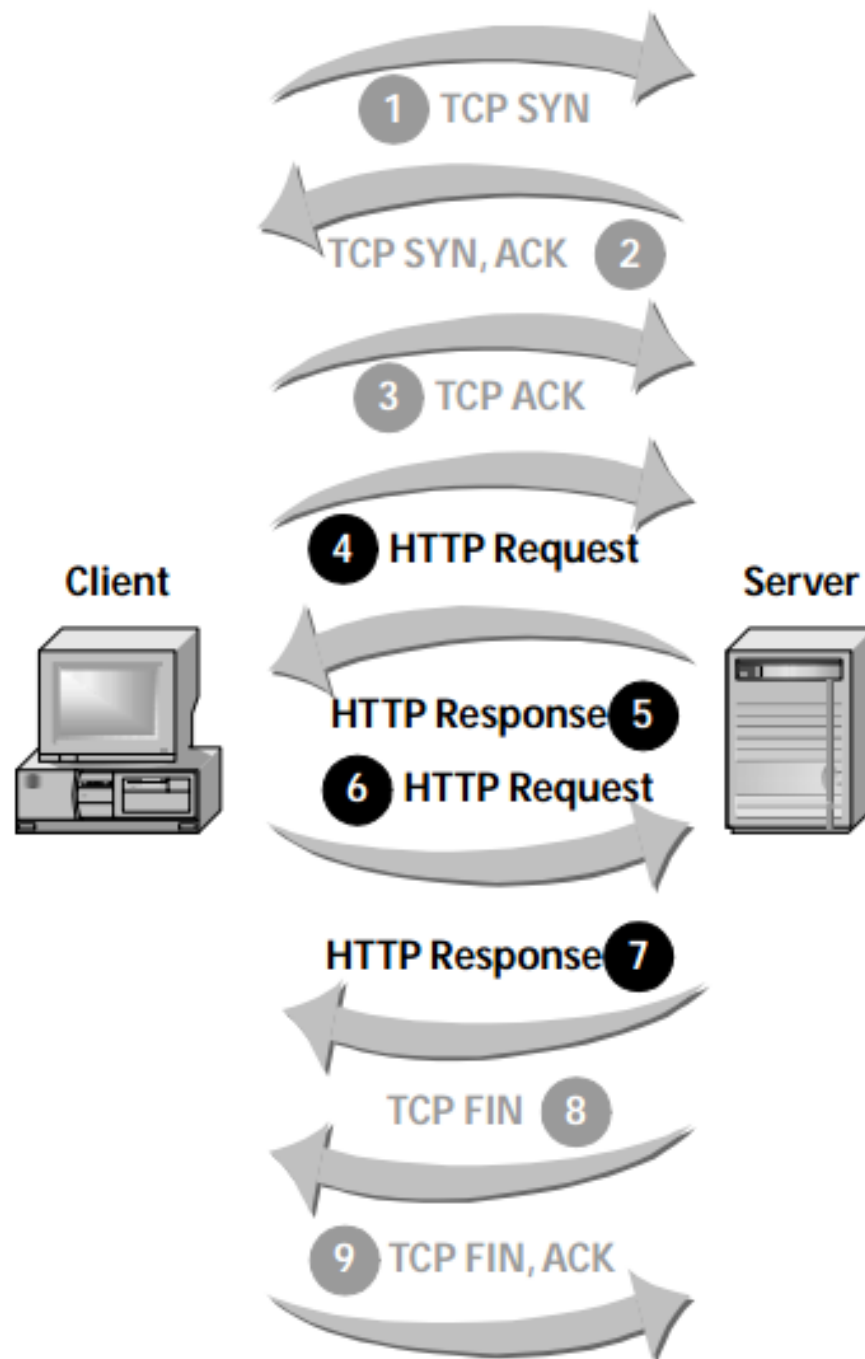 1 TCP SYN
TCP SYN, ACK 2
3 TCP ACK
4 HTTP Request
Client
Server
HTTP Response 5
6 HTTP Request
HTTP Response 7
TCP FIN 8
9 TCP FIN, ACK